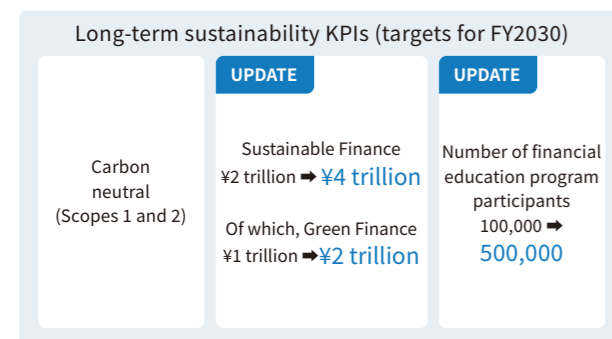 Long-term sustainability KPIs (targets for FY2030)
Carbon
neutral
(Scopes 1 and 2)
UPDATE
Sustainable Finance
¥2 trillion ➡ ¥4 trillion
Of which, Green Finance
¥1 trillion ➡¥2 trillion
UPDATE
Number of financial
education program
participants
100,000 ➡
500,000